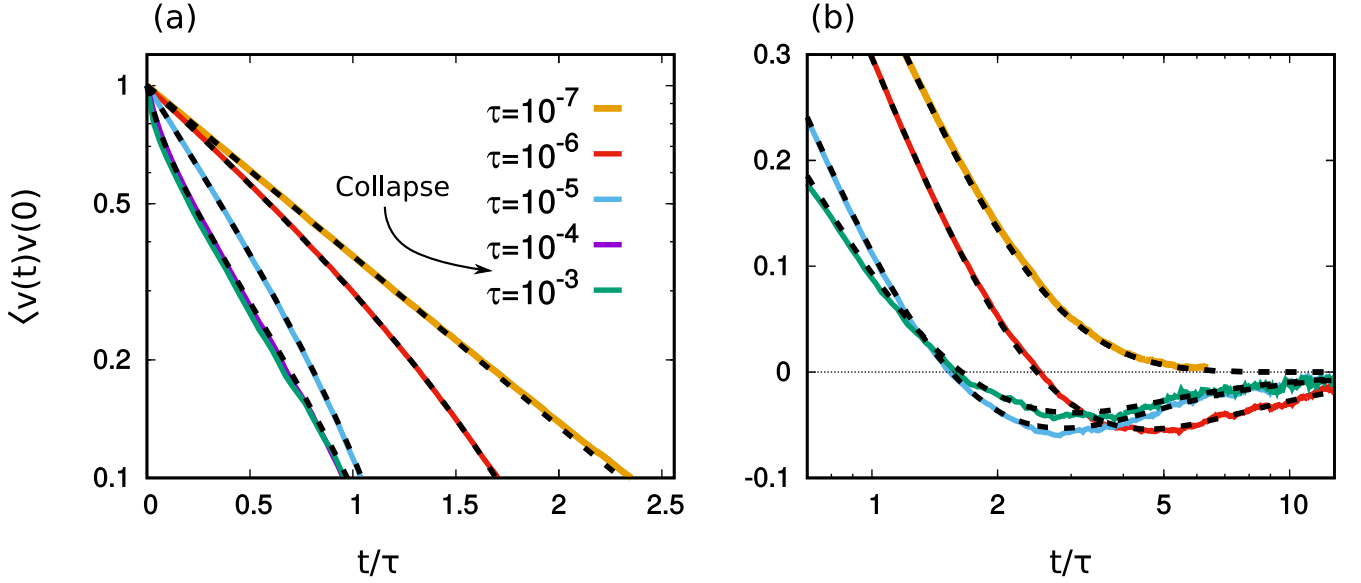 (a)
(b)
⟨v(t)v(0)⟩
1
0.5
0.2
0.1
τ=10⁻⁷
τ=10⁻⁶
τ=10⁻⁵
τ=10⁻⁴
τ=10⁻³
Collapse
0 0.5 1 1.5 2 2.5
t/τ
0.3
0.2
0.1
0
-0.1
1 2 5 10
t/τ